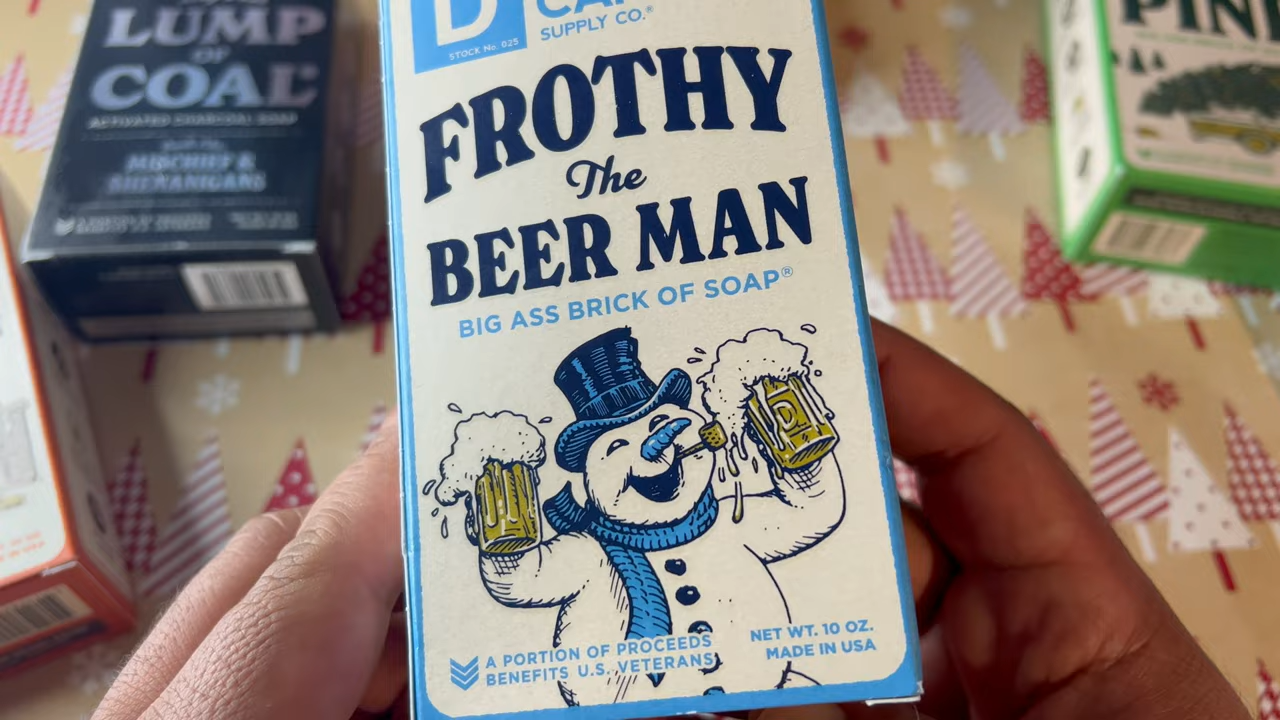 D
STOCK No. 025
SUPPLY CO.®
FROTHY
The
BEER MAN
BIG ASS BRICK OF SOAP®
A PORTION OF PROCEEDS
BENEFITS U.S. VETERANS
NET WT. 10 OZ.
MADE IN USA
LUMP
OF
COAL
ACTIVATED CHARCOAL SOAP
MISCHIEF &
SHENANIGANS